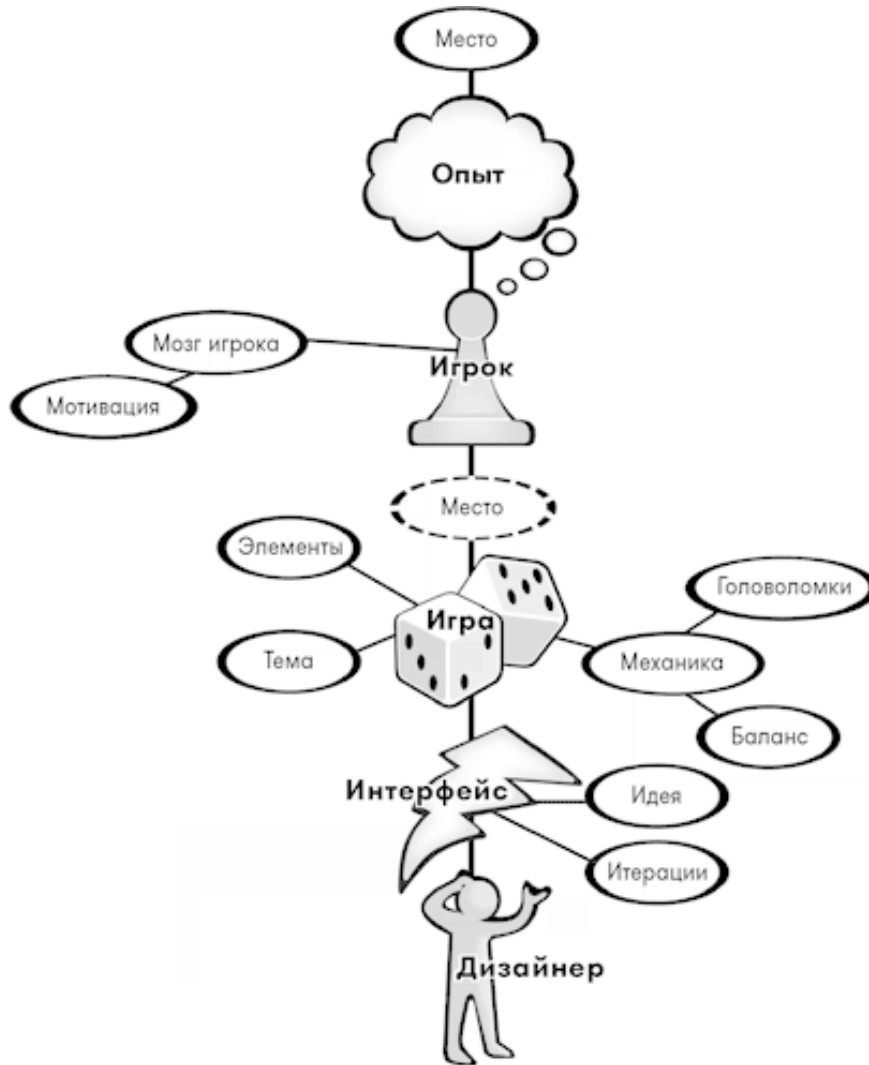 Место
Опыт
Мозг игрока
Игрок
Мотивация
Место
Элементы
Головоломки
Игра
Тема
Механика
Баланс
Интерфейс
Идея
Итерации
Дизайнер